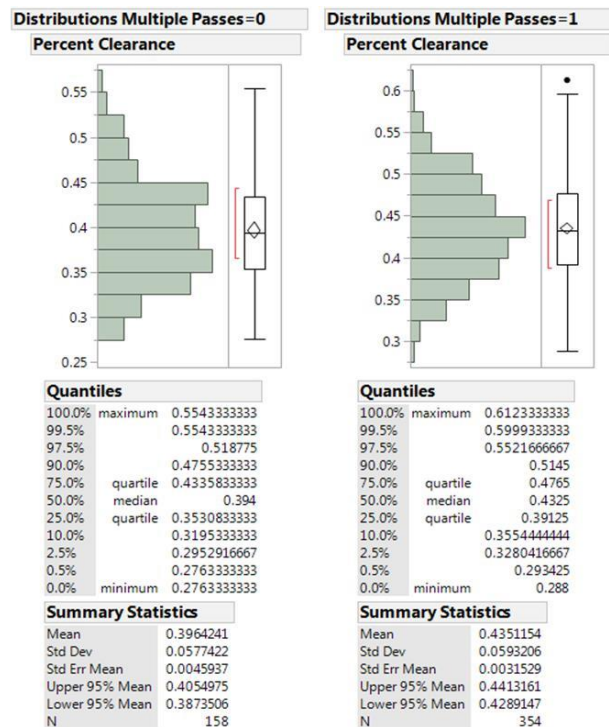 Distributions Multiple Passes=0
Percent Clearance
0.55
0.5
0.45
0.4
0.35
0.3
0.25
Quantiles
100.0% maximum 0.5543333333
99.5% 0.5543333333
97.5% 0.518775
90.0% 0.4755333333
75.0% quartile 0.4335833333
50.0% median 0.394
25.0% quartile 0.3530833333
10.0% 0.3195333333
2.5% 0.2952916667
0.5% 0.2763333333
0.0% minimum 0.2763333333
Summary Statistics
Mean 0.3964241
Std Dev 0.0577422
Std Err Mean 0.0045937
Upper 95% Mean 0.4054975
Lower 95% Mean 0.3873506
N 158
Distributions Multiple Passes=1
Percent Clearance
0.6
0.55
0.5
0.45
0.4
0.35
0.3
Quantiles
100.0% maximum 0.6123333333
99.5% 0.5999333333
97.5% 0.5521666667
90.0% 0.5145
75.0% quartile 0.4765
50.0% median 0.4325
25.0% quartile 0.39125
10.0% 0.3554444444
2.5% 0.3280416667
0.5% 0.293425
0.0% minimum 0.288
Summary Statistics
Mean 0.4351154
Std Dev 0.0593206
Std Err Mean 0.0031529
Upper 95% Mean 0.4413161
Lower 95% Mean 0.4289147
N 354